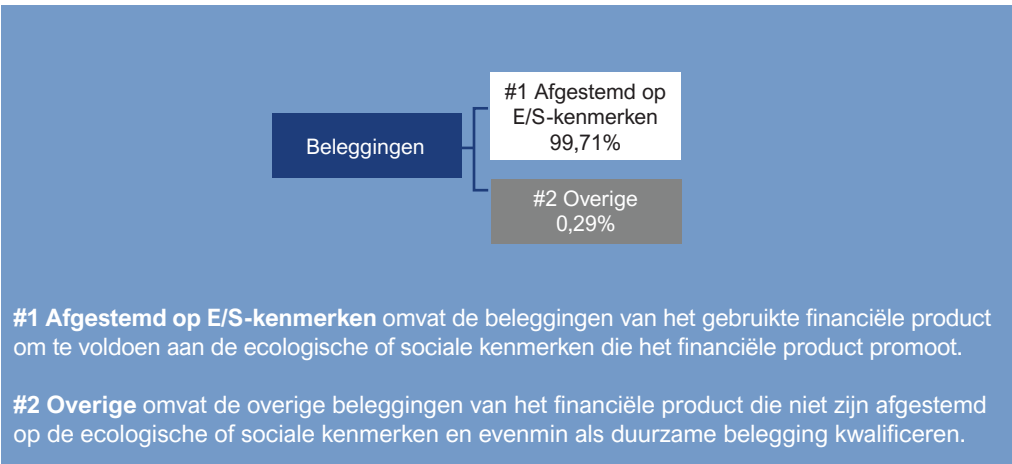 #1 Afgestemd op
E/S-kenmerken
99,71%
Beleggingen
#2 Overige
0,29%
#1 Afgestemd op E/S-kenmerken omvat de beleggingen van het gebruikte financiële product
om te voldoen aan de ecologische of sociale kenmerken die het financiële product promoot.
#2 Overige omvat de overige beleggingen van het financiële product die niet zijn afgestemd
op de ecologische of sociale kenmerken en evenmin als duurzame belegging kwalificeren.